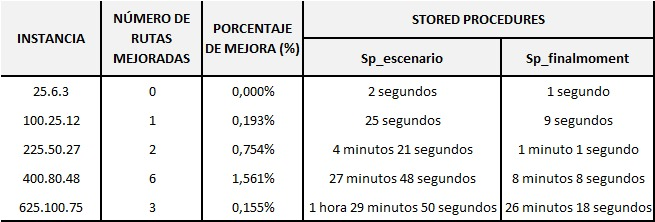 INSTANCIA NÚMERO DE RUTAS MEJORADAS PORCENTAJE DE MEJORA (%) STORED PROCEDURES
Sp_escenario Sp_finalmoment
25.6.3 0 0,000% 2 segundos 1 segundo
100.25.12 1 0,193% 25 segundos 9 segundos
225.50.27 2 0,754% 4 minutos 21 segundos 1 minuto 1 segundo
400.80.48 6 1,561% 27 minutos 48 segundos 8 minutos 8 segundos
625.100.75 3 0,155% 1 hora 29 minutos 50 segundos 26 minutos 18 segundos